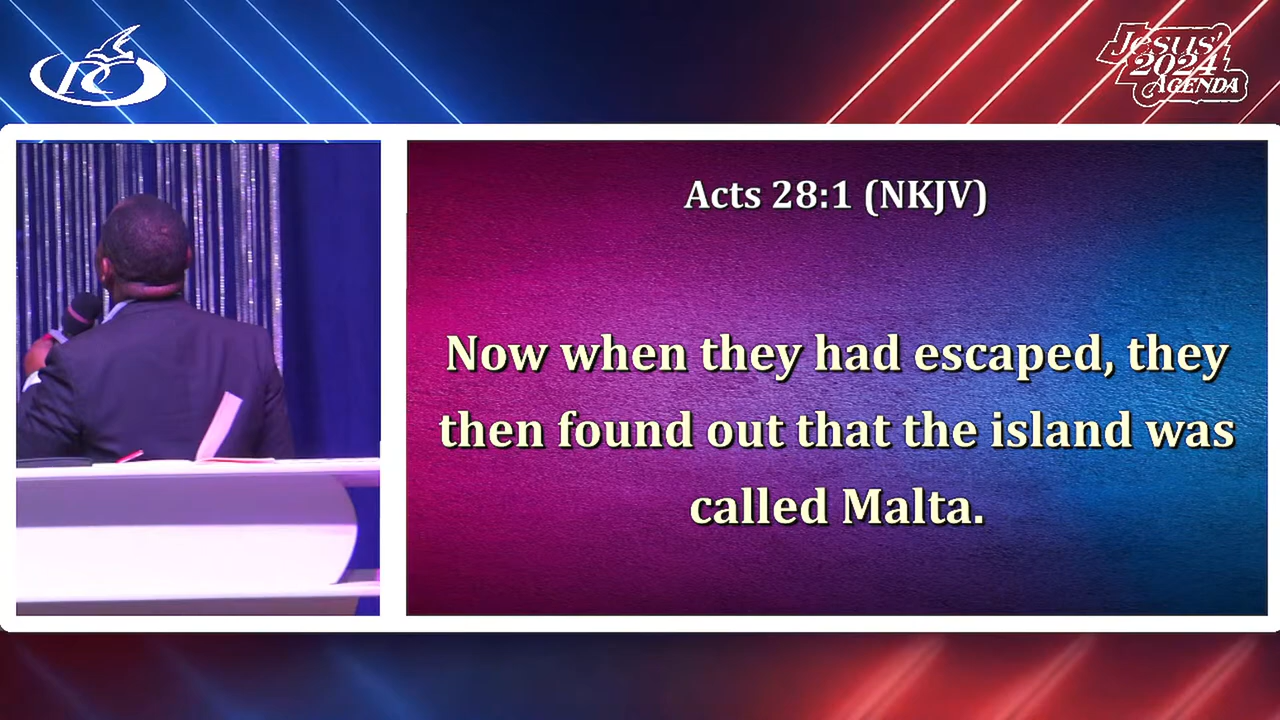 JESUS'
2024
AGENDA
Acts 28:1 (NKJV)
Now when they had escaped, they
then found out that the island was
called Malta.